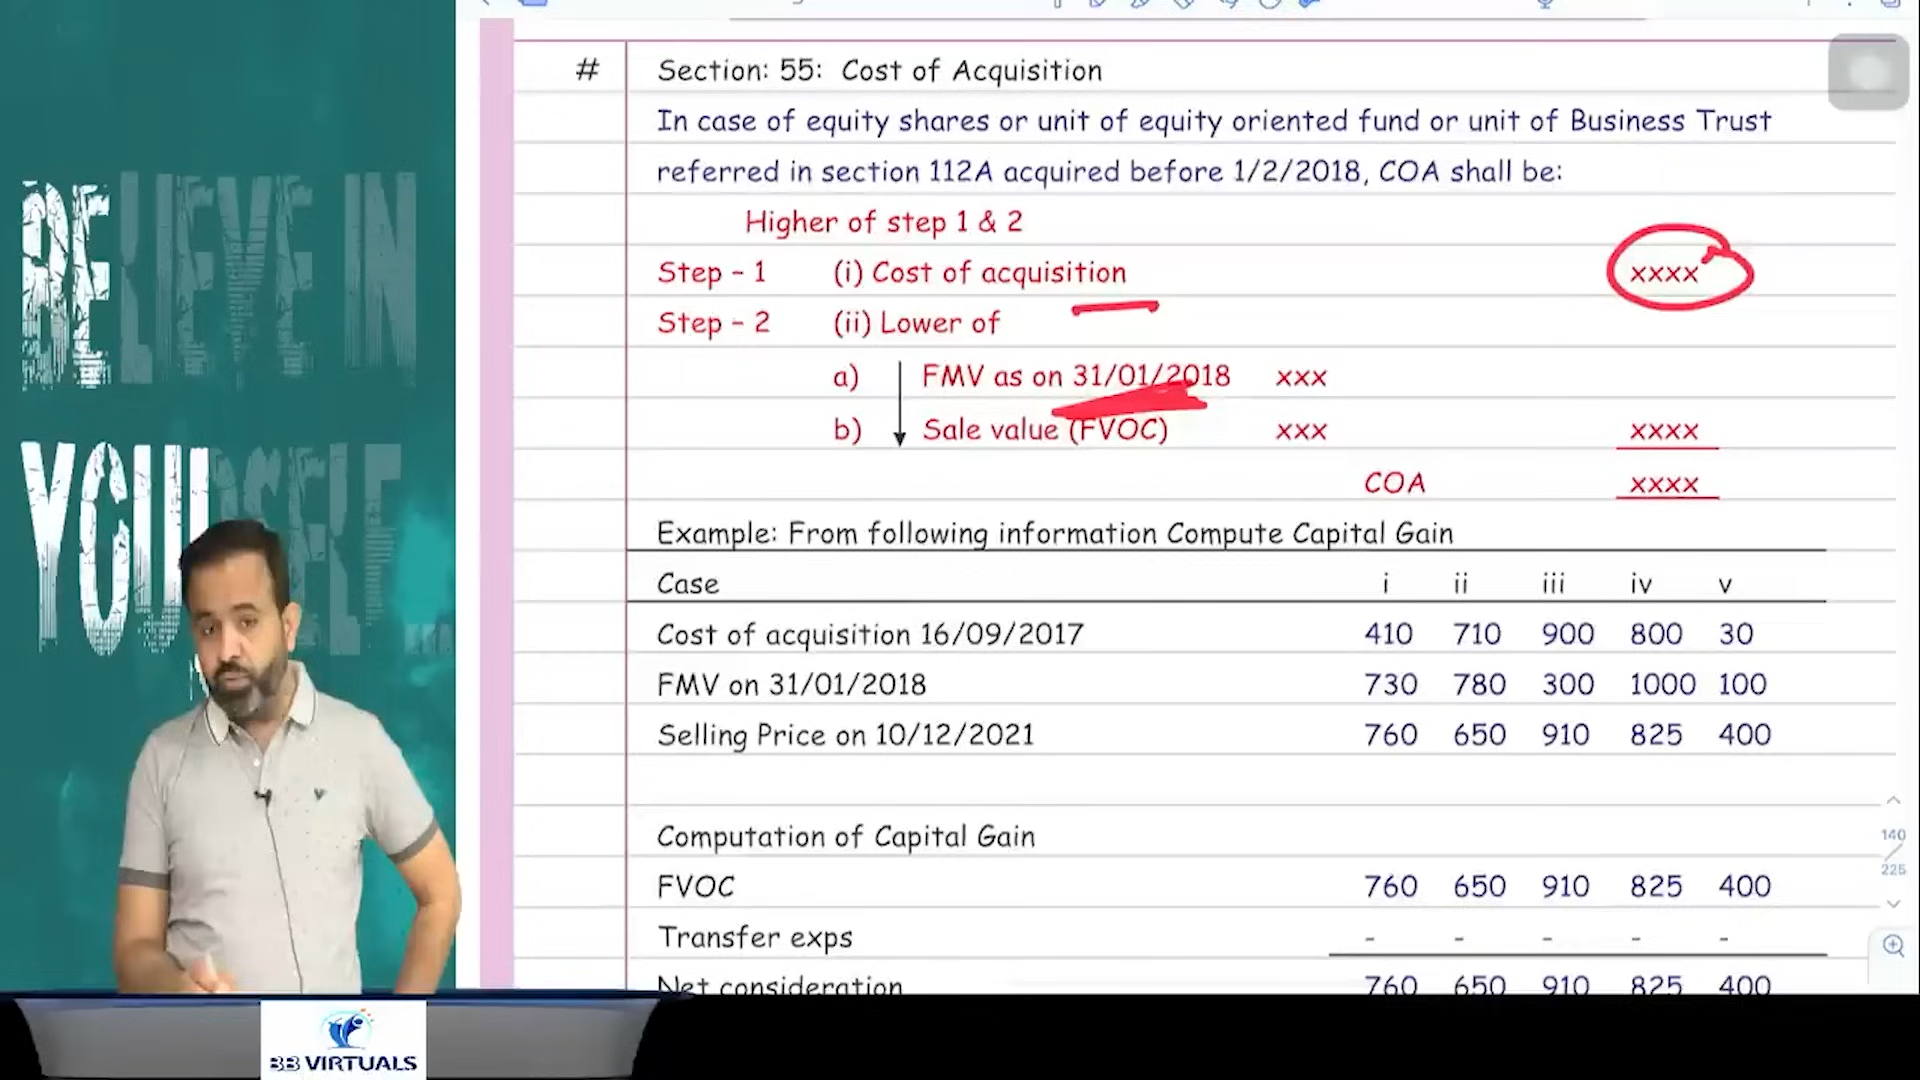 BELIEVE IN
YOURSELF
# Section: 55: Cost of Acquisition
In case of equity shares or unit of equity oriented fund or unit of Business Trust
referred in section 112A acquired before 1/2/2018, COA shall be:
Higher of step 1 & 2
Step - 1 (i) Cost of acquisition xxxx
Step - 2 (ii) Lower of
a) FMV as on 31/01/2018 xxx
b) Sale value (FVOC) xxx xxxx
COA xxxx
Example: From following information Compute Capital Gain
Case i ii iii iv v
Cost of acquisition 16/09/2017 410 710 900 800 30
FMV on 31/01/2018 730 780 300 1000 100
Selling Price on 10/12/2021 760 650 910 825 400
Computation of Capital Gain
FVOC 760 650 910 825 400
Transfer exps - - - - -
Net consideration 760 650 910 825 400
140
225
BB VIRTUALS